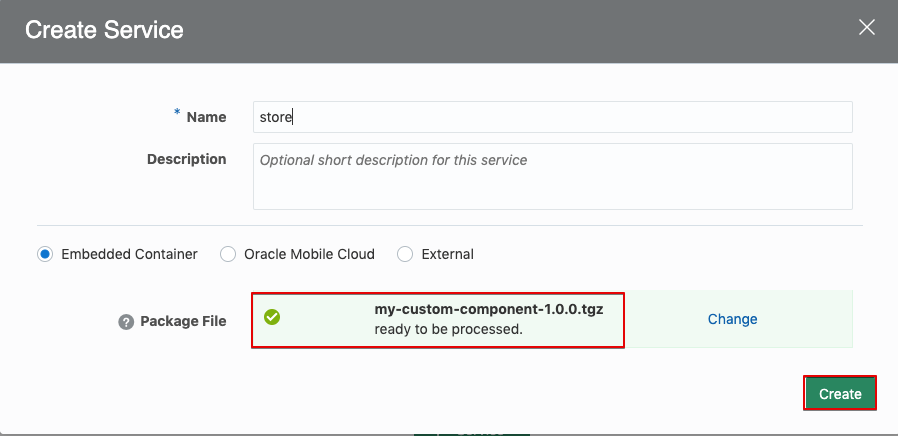 Create Service
* Name
store
Description
Optional short description for this service
Embedded Container
Oracle Mobile Cloud
External
? Package File
my-custom-component-1.0.0.tgz
ready to be processed.
Change
Create